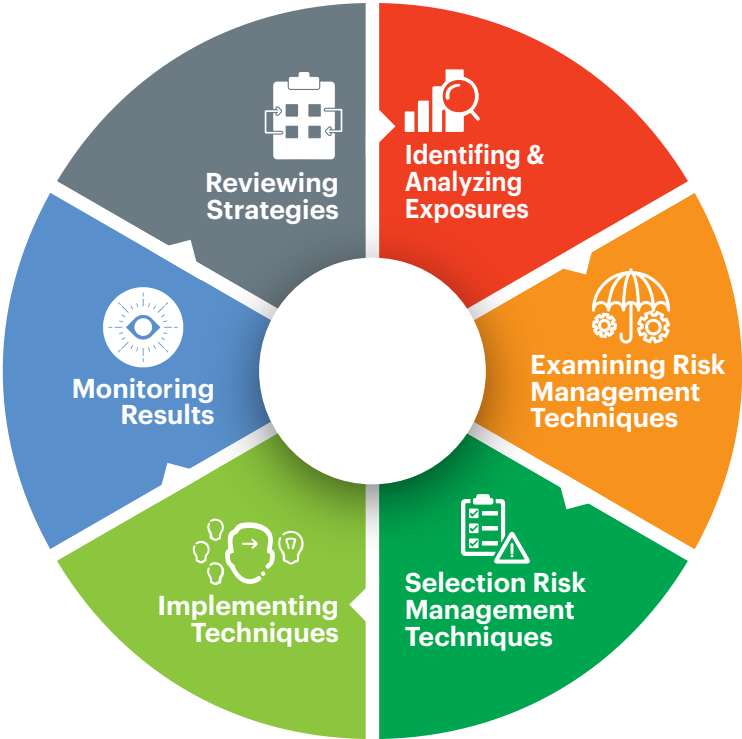 Identifing &
Analyzing
Exposures
Examining Risk
Management
Techniques
Selection Risk
Management
Techniques
Implementing
Techniques
Monitoring
Results
Reviewing
Strategies